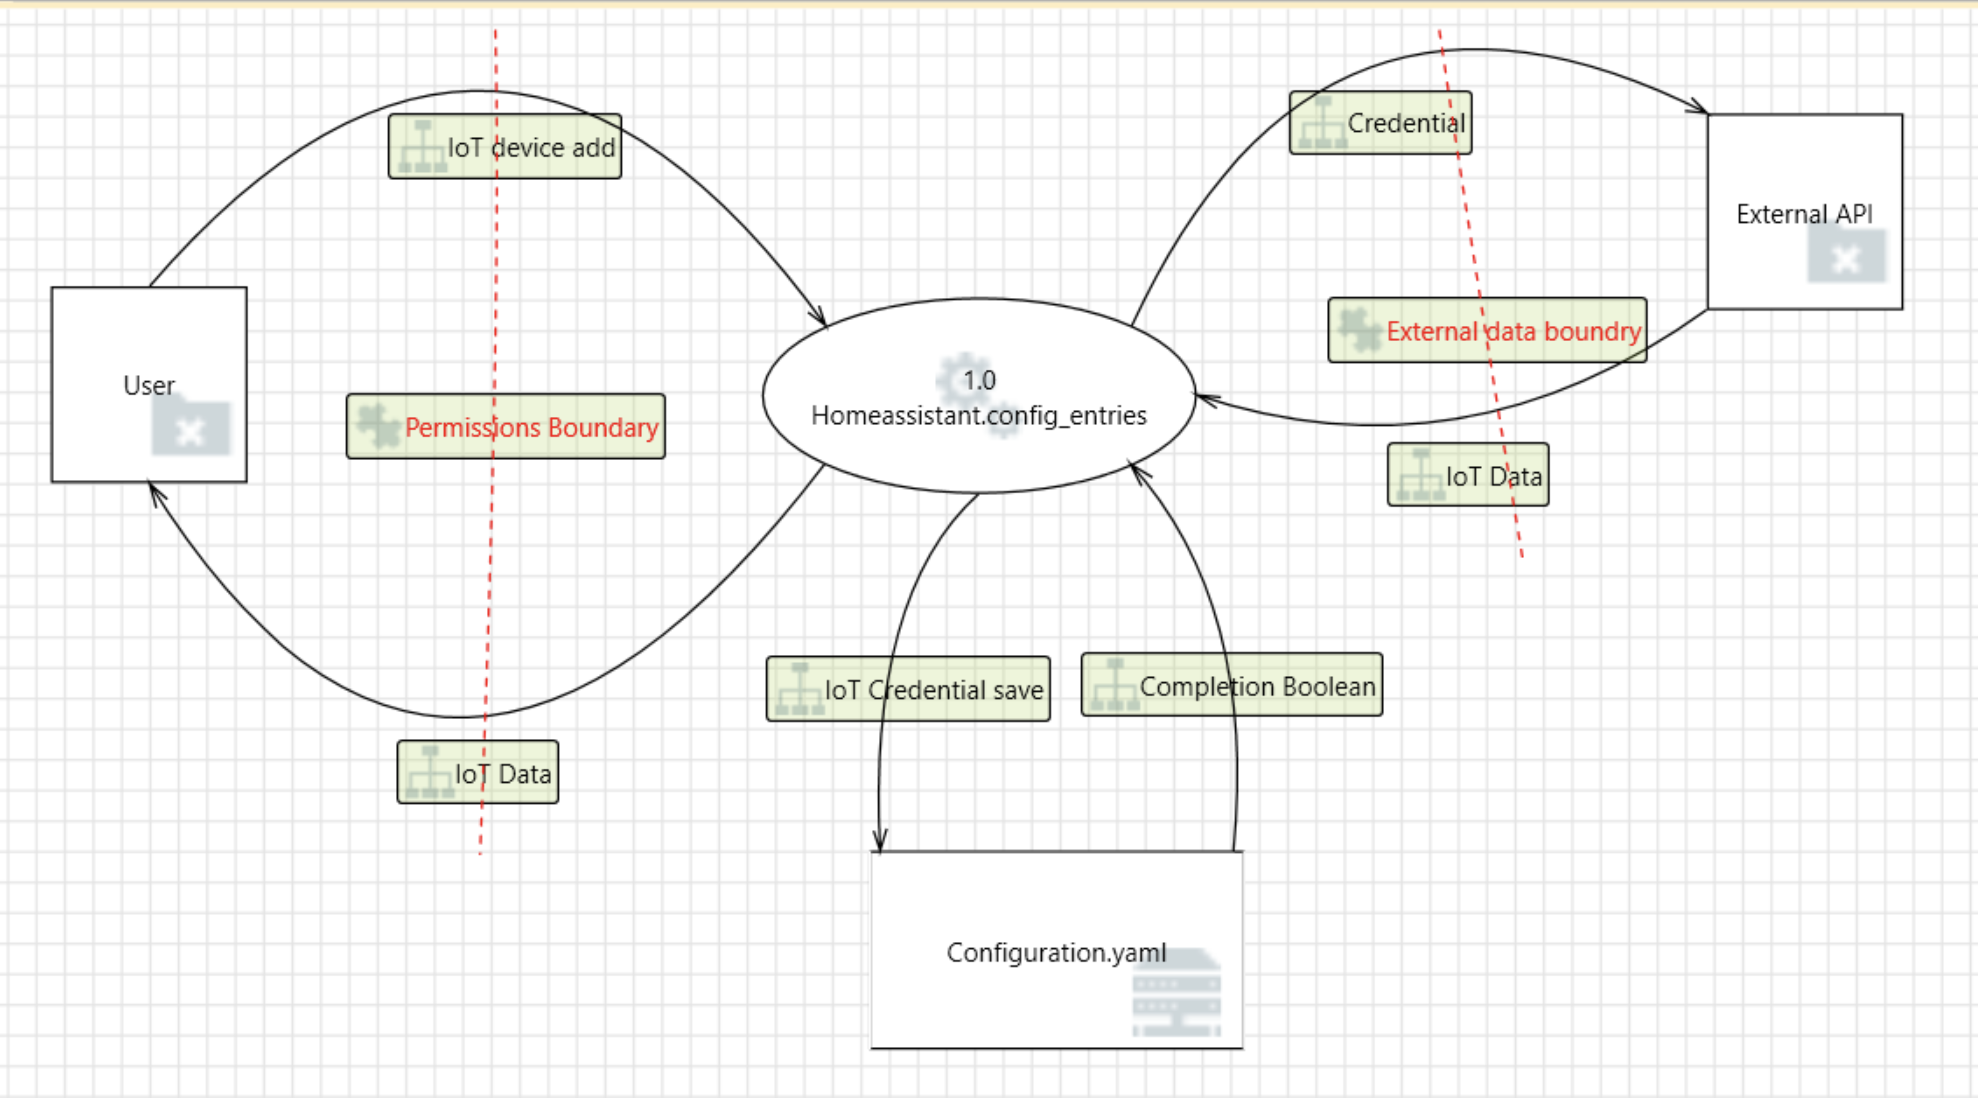 IoT device add
Credential
External API
External data boundry
User
1.0
Homeassistant.config_entries
Permissions Boundary
IoT Data
IoT Credential save
Completion Boolean
IoT Data
Configuration.yaml